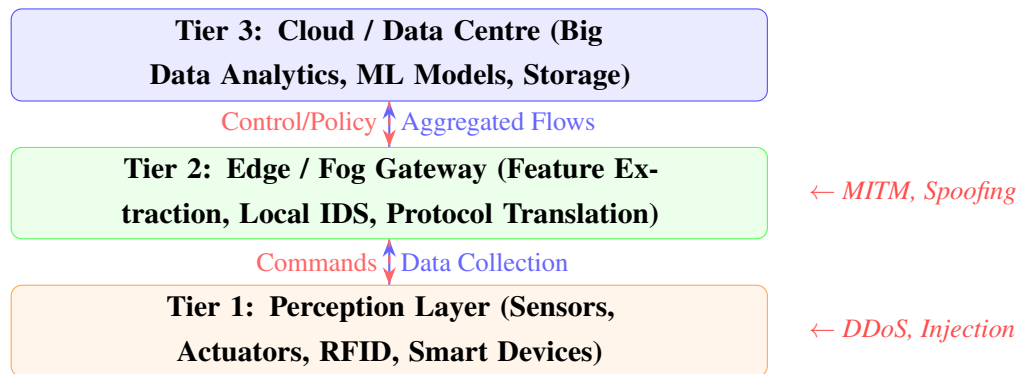 Tier 3: Cloud / Data Centre (Big
Data Analytics, ML Models, Storage)
Control/Policy Aggregated Flows
Tier 2: Edge / Fog Gateway (Feature Ex-
traction, Local IDS, Protocol Translation)
← MITM, Spoofing
Commands Data Collection
Tier 1: Perception Layer (Sensors,
Actuators, RFID, Smart Devices)
← DDoS, Injection